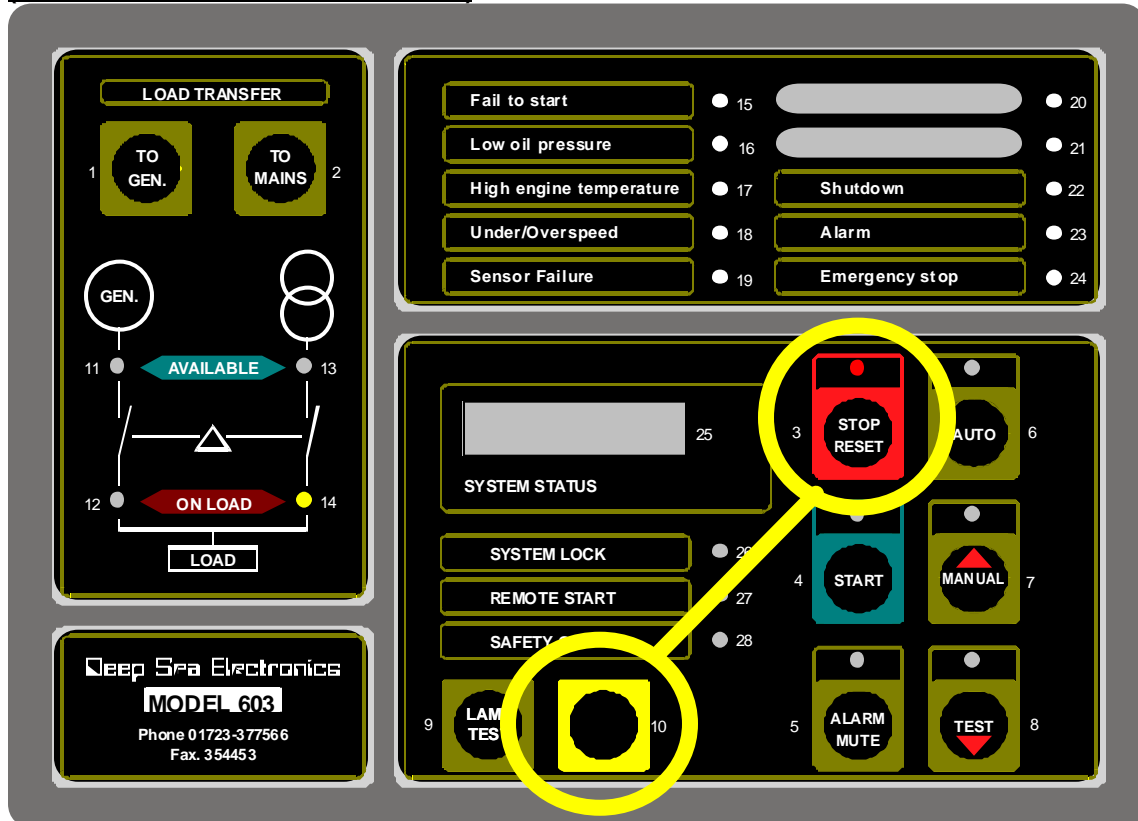 LOAD TRANSFER
TO
GEN.
1
TO
MAINS
2
GEN.
11
AVAILABLE
13
12
ON LOAD
14
LOAD
Deep Sea Electronics
MODEL 603
Phone 01723-377566
Fax. 354453
Fail to start
15
20
Low oil pressure
16
21
High engine temperature
17
Shutdown
22
Under/Overspeed
18
Alarm
23
Sensor Failure
19
Emergency stop
24
25
SYSTEM STATUS
3
STOP
RESET
AUTO
6
SYSTEM LOCK
REMOTE START
27
SAFETY
28
4
START
MANUAL
7
9
TEST
10
5
ALARM
MUTE
TEST
8